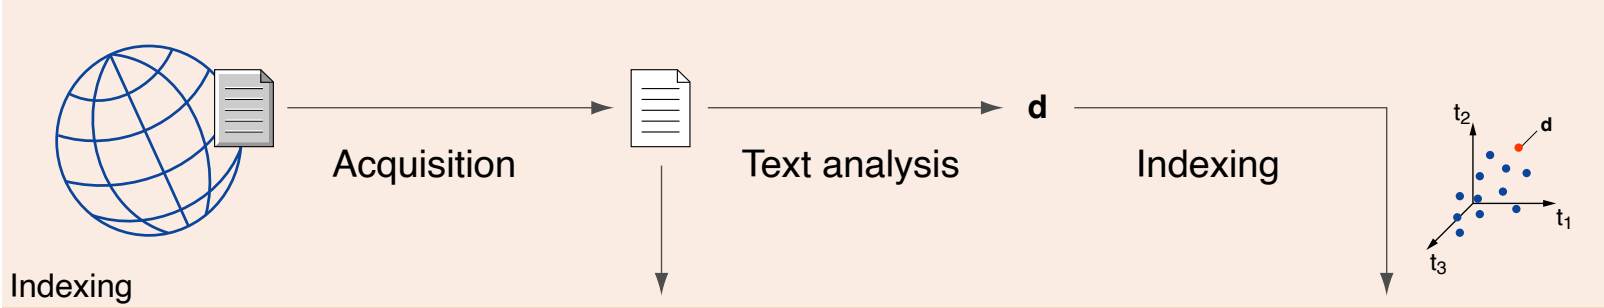 Acquisition
Text analysis
d
Indexing
t2
d
t1
t3
Indexing